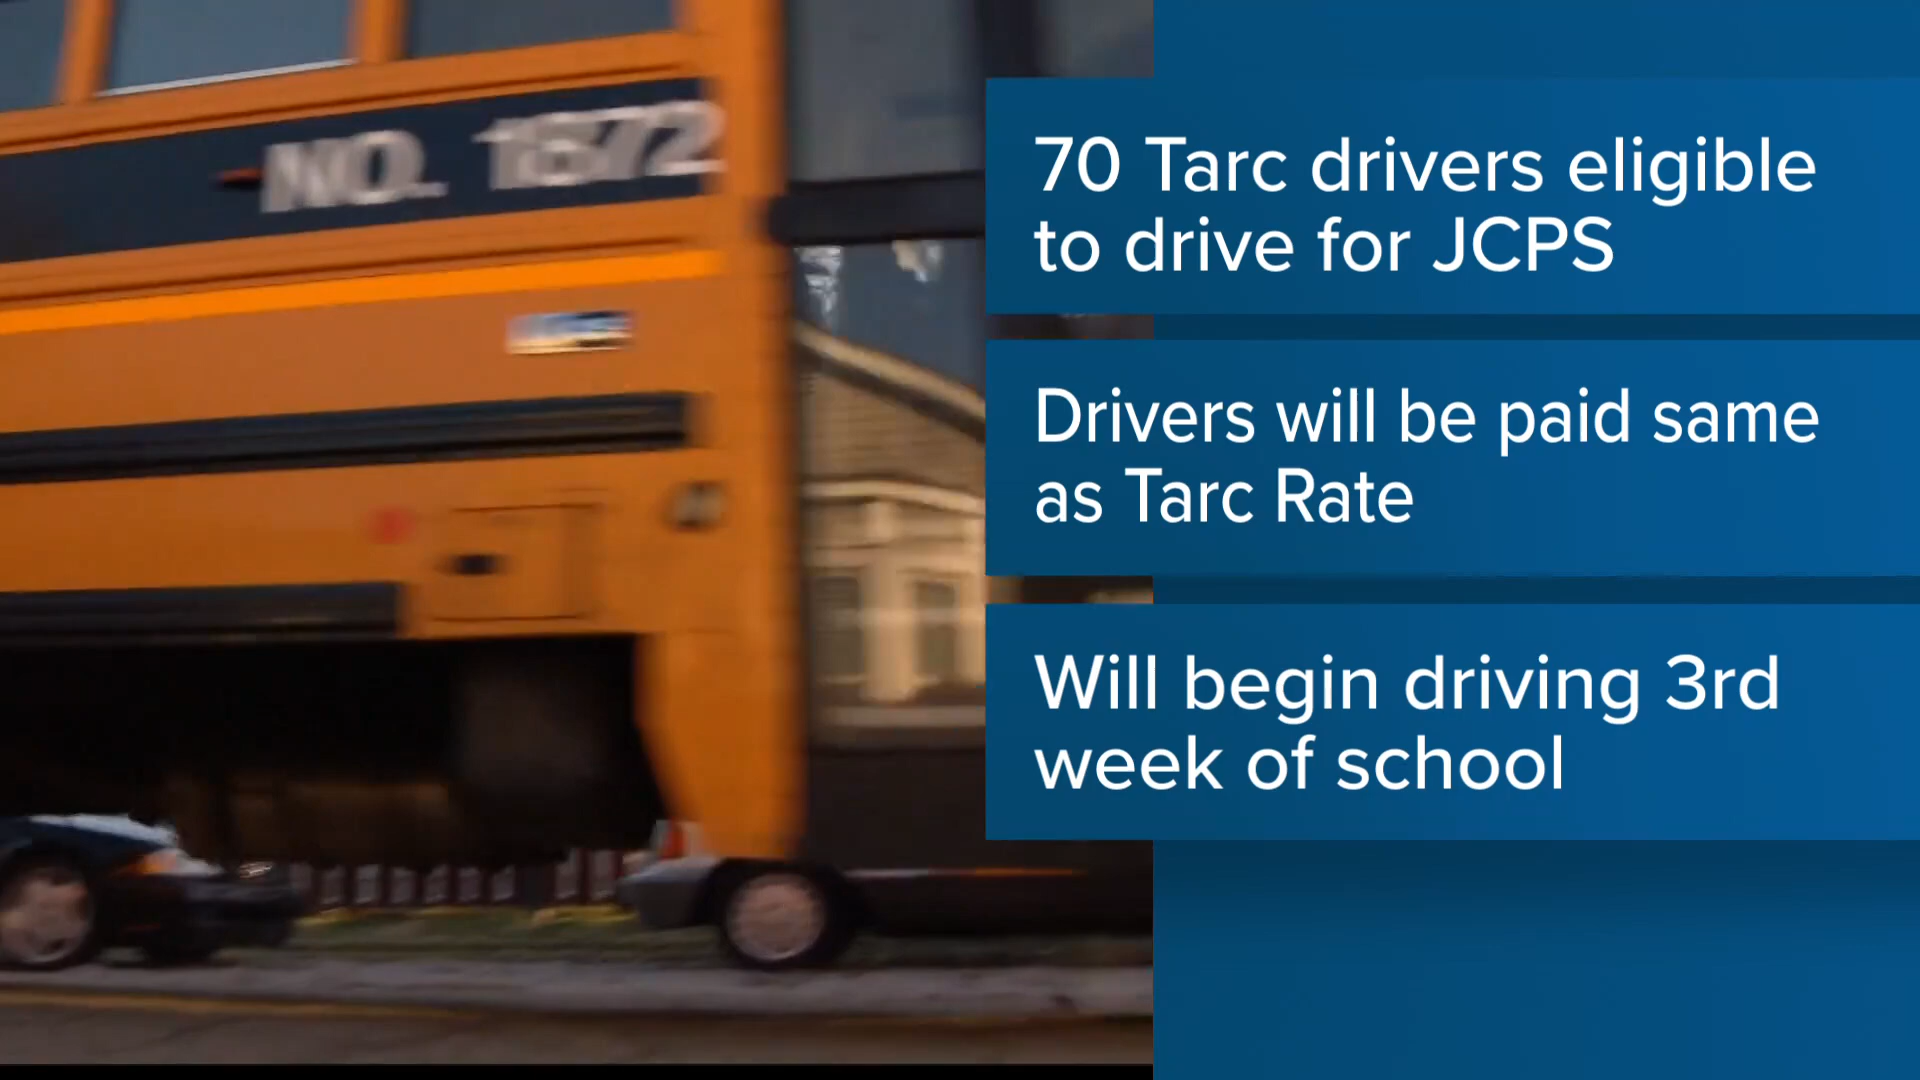 NO. 1872
70 Tarc drivers eligible
to drive for JCPS
Drivers will be paid same
as Tarc Rate
Will begin driving 3rd
week of school